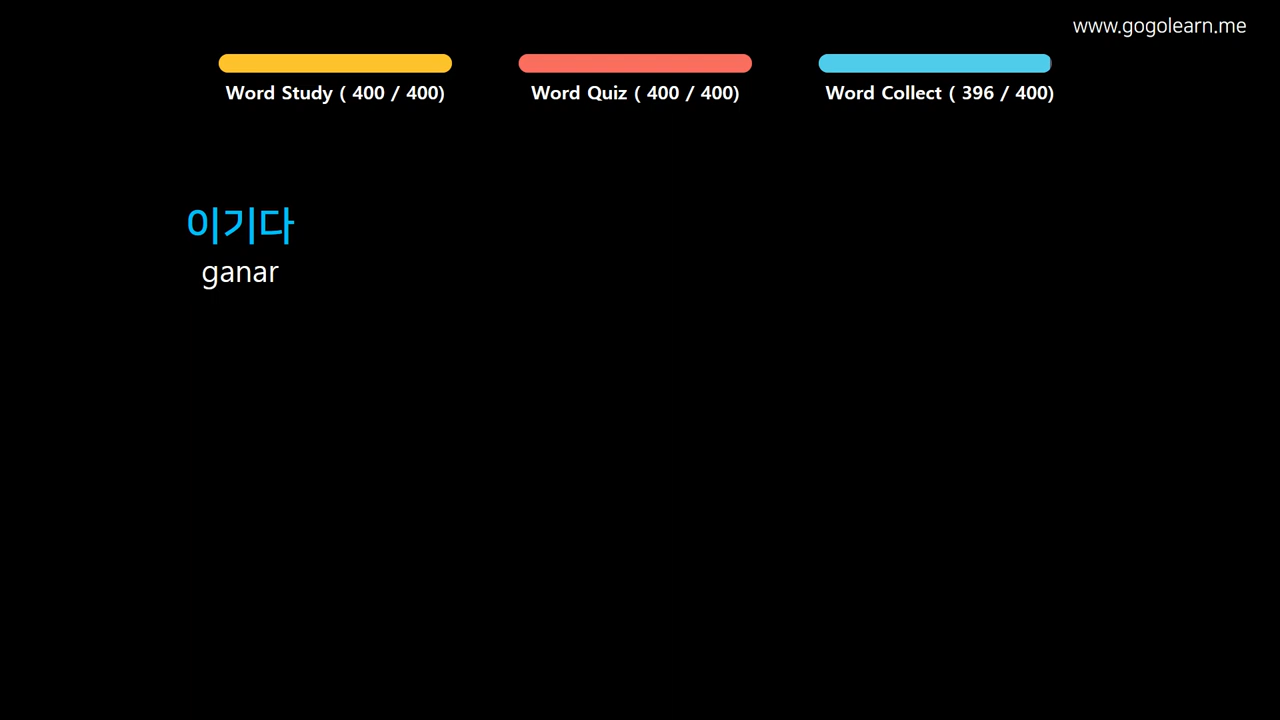 www.gogolearn.me
Word Study ( 400 / 400)
Word Quiz ( 400 / 400)
Word Collect ( 396 / 400)
이기다
ganar